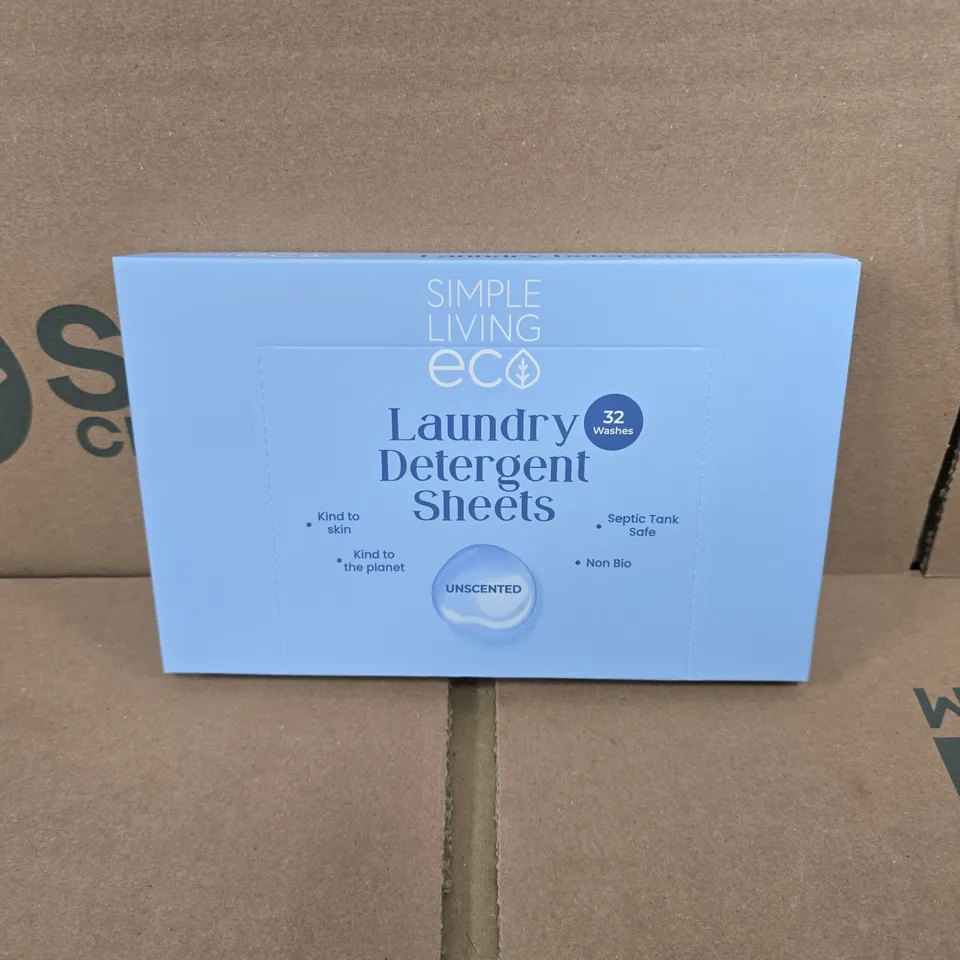 SIMPLE
LIVING
eco
Laundry
Detergent
Sheets
32
Washes
Kind to
skin
Kind to
the planet
Septic Tank
Safe
Non Bio
UNSCENTED